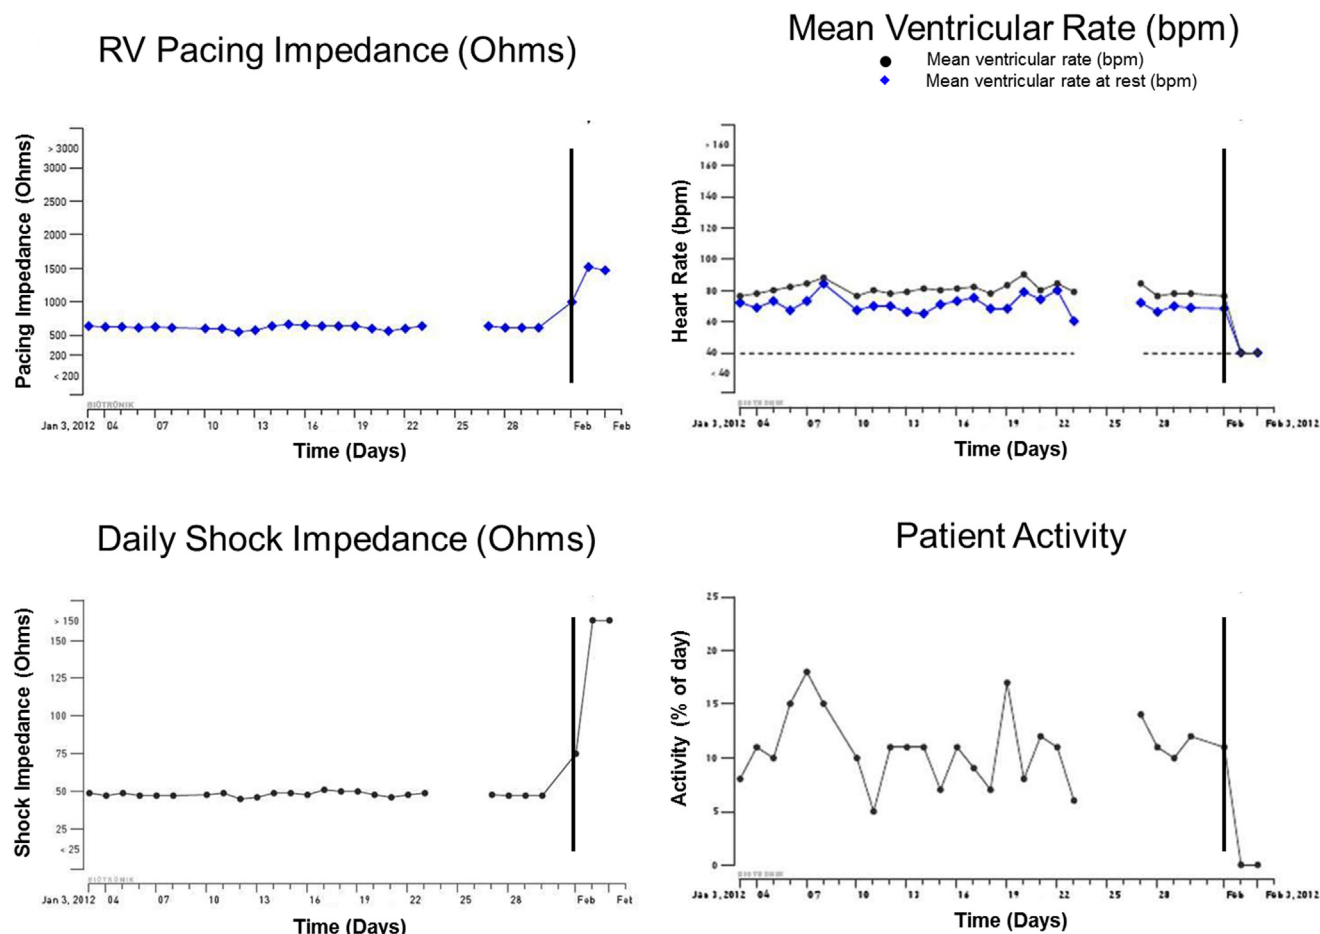 RV Pacing Impedance (Ohms)
Pacing Impedance (Ohms)
> 3000
3000
2500
2000
1500
1000
500
200
< 200
BIOTRONIK
Jan 3, 2012 04 07 10 13 16 19 22 25 28 Feb Feb
Time (Days)
Mean Ventricular Rate (bpm)
Mean ventricular rate (bpm)
Mean ventricular rate at rest (bpm)
Heart Rate (bpm)
> 160
160
140
120
100
80
60
40
< 40
BIOTRONIK
Jan 3, 2012 04 07 10 13 16 19 22 25 28 Feb Feb 3, 2012
Time (Days)
Daily Shock Impedance (Ohms)
Shock Impedance (Ohms)
> 150
150
125
100
75
50
25
< 25
BIOTRONIK
Jan 3, 2012 04 07 10 13 16 19 22 25 28 Feb Feb
Time (Days)
Patient Activity
Activity (% of day)
25
20
15
10
5
0
BIOTRONIK
Jan 3, 2012 04 07 10 13 16 19 22 25 28 Feb Feb 3, 2012
Time (Days)